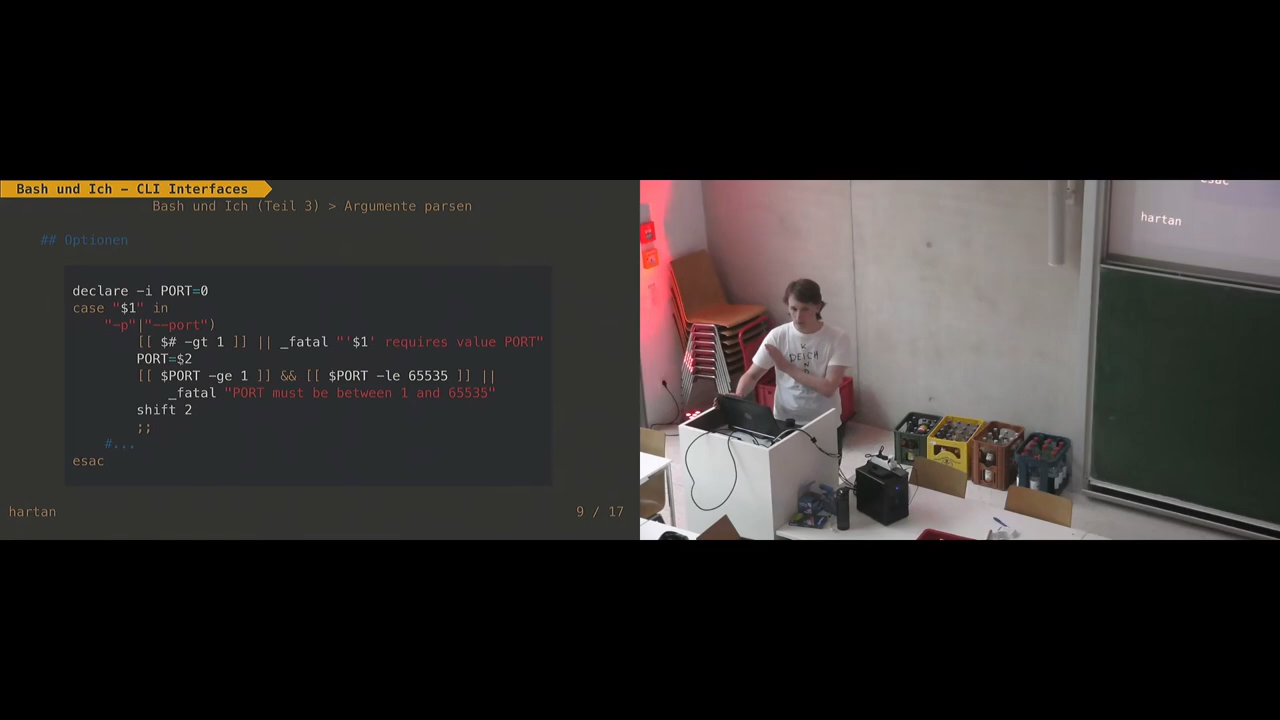 Bash und Ich - CLI Interfaces
Bash und Ich (Teil 3) > Argumente parsen
## Optionen
declare -i PORT=0
case "$1" in
"-p"|"--port")
[[ $# -gt 1 ]] || _fatal "'$1' requires value PORT"
PORT=$2
[[ $PORT -ge 1 ]] && [[ $PORT -le 65535 ]] ||
_fatal "PORT must be between 1 and 65535"
shift 2
;;
#...
esac
hartan
9 / 17
esac
hartan
DEICH